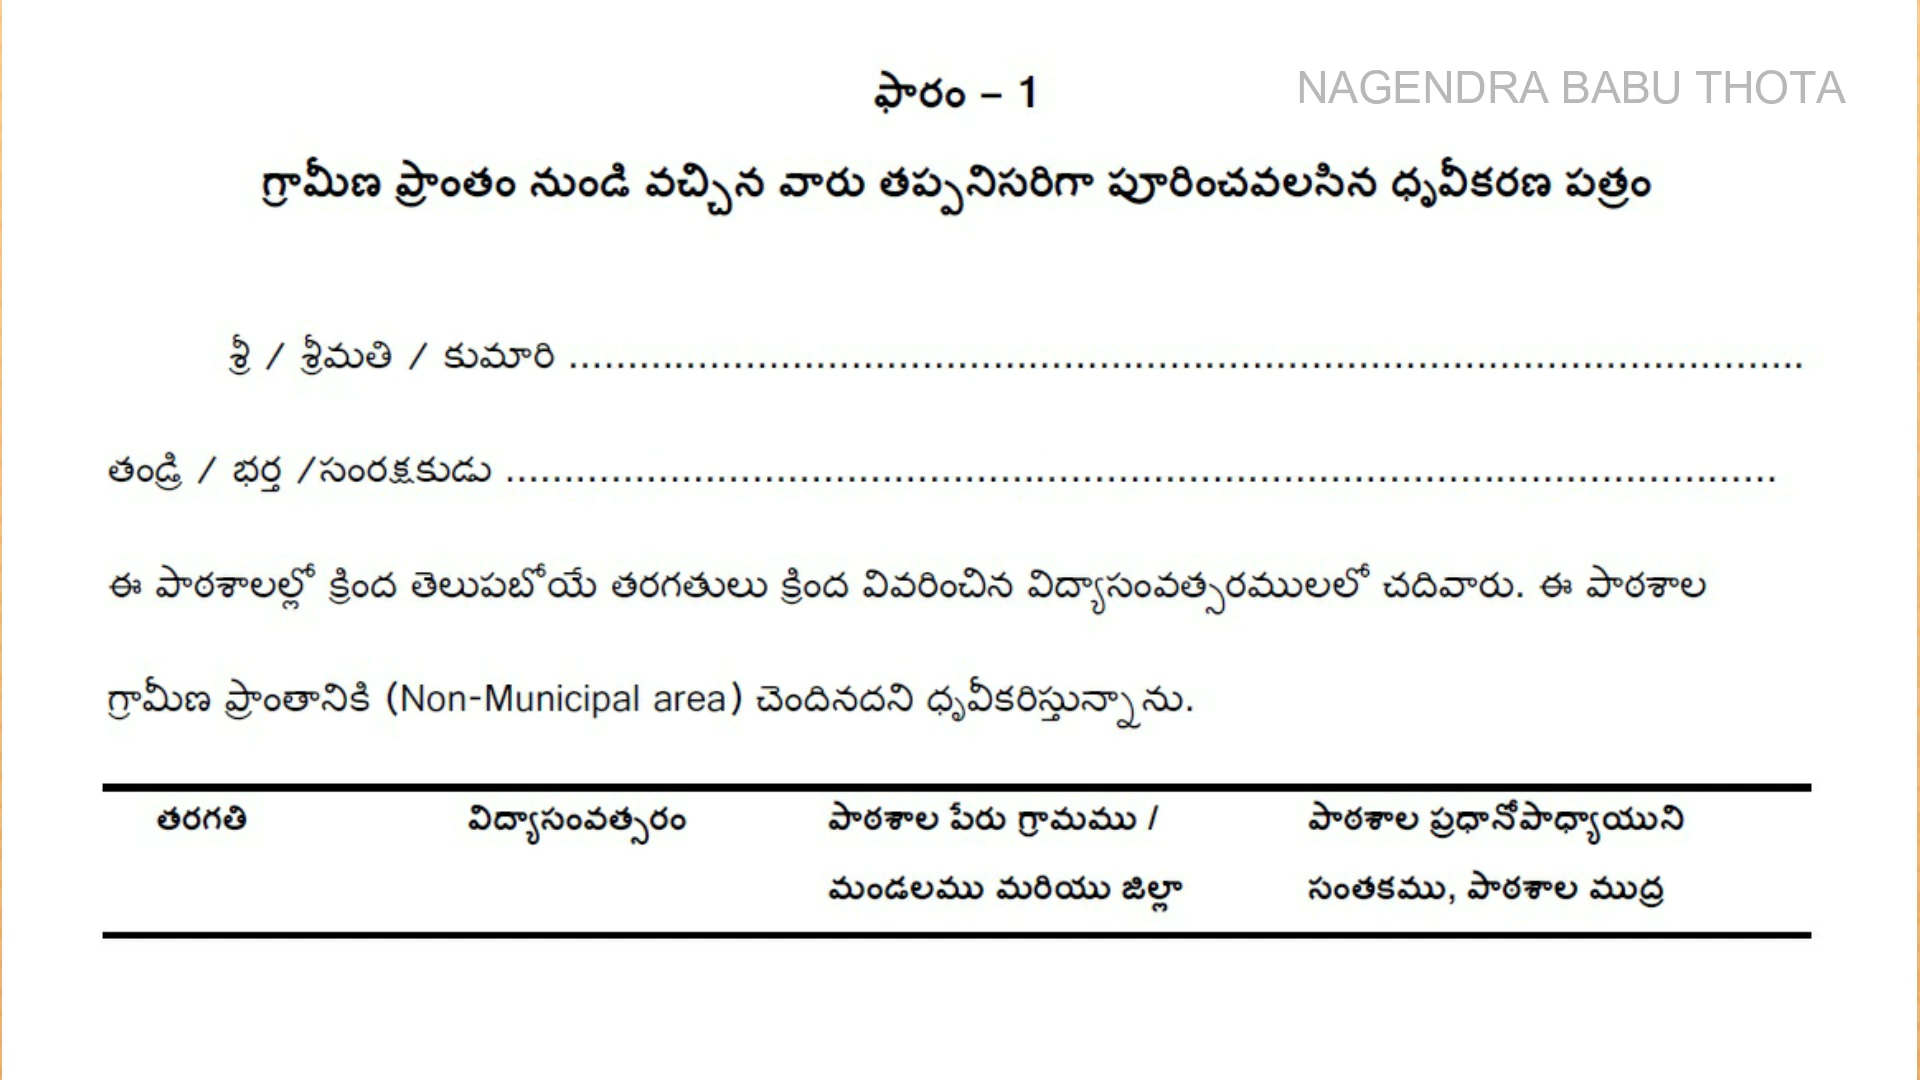 ఫారం – 1
NAGENDRA BABU THOTA
గ్రామీణ ప్రాంతం నుండి వచ్చిన వారు తప్పనిసరిగా పూరించవలసిన ధృవీకరణ పత్రం
శ్రీ / శ్రీమతి / కుమారి ........................................................................................................
తండ్రి / భర్త /సంరక్షకుడు ...........................................................................................................
ఈ పాఠశాలల్లో క్రింద తెలుపబోయే తరగతులు క్రింద వివరించిన విద్యాసంవత్సరములలో చదివారు. ఈ పాఠశాల
గ్రామీణ ప్రాంతానికి (Non-Municipal area) చెందినదని ధృవీకరిస్తున్నాను.
తరగతి విద్యాసంవత్సరం పాఠశాల పేరు గ్రామము / పాఠశాల ప్రధానోపాధ్యాయుని
మండలము మరియు జిల్లా సంతకము, పాఠశాల ముద్ర